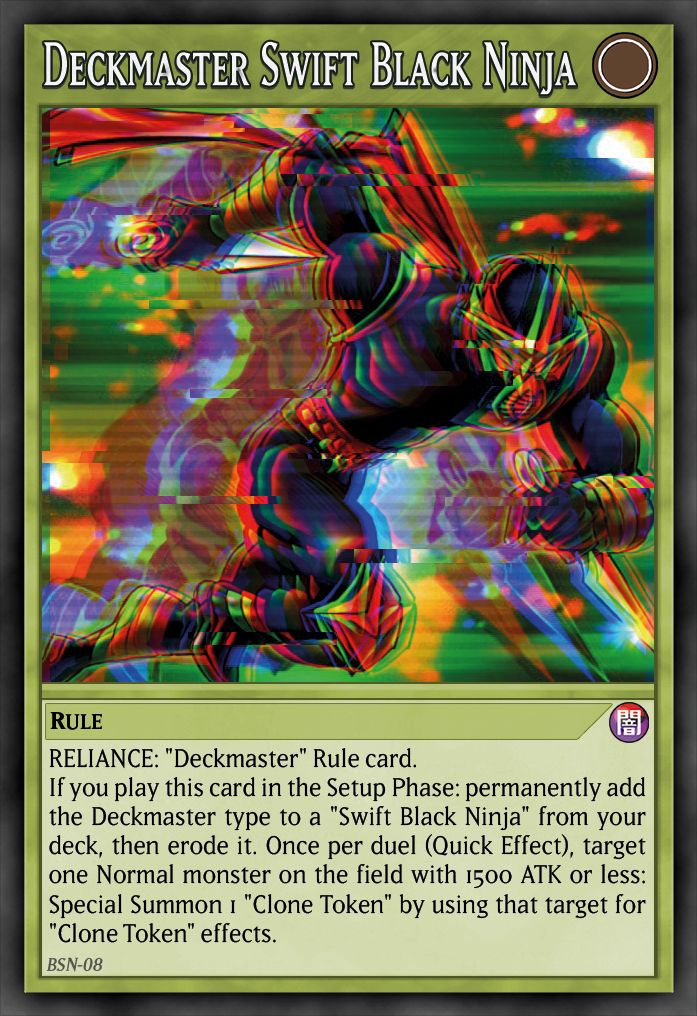 Deckmaster Swift Black Ninja
Rule
闇
RELIANCE: "Deckmaster" Rule card.
If you play this card in the Setup Phase: permanently add
the Deckmaster type to a "Swift Black Ninja" from your
deck, then erode it. Once per duel (Quick Effect), target
one Normal monster on the field with 1500 ATK or less:
Special Summon 1 "Clone Token" by using that target for
"Clone Token" effects.
BSN-08